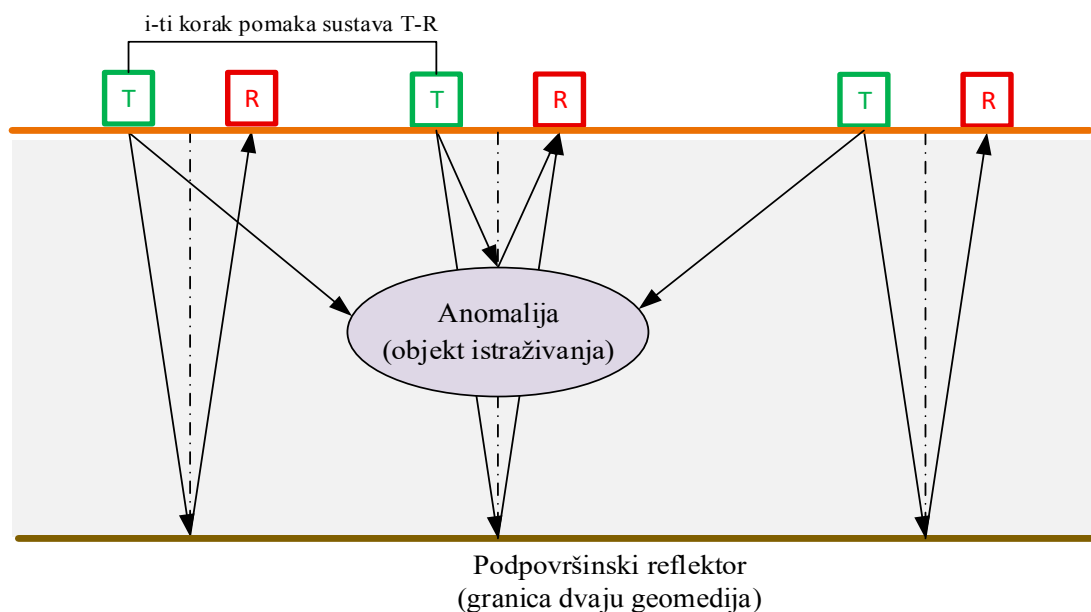 i-ti korak pomaka sustava T-R
T R T R T R
Anomalija
(objekt istraživanja)
Podpovršinski reflektor
(granica dvaju geomedija)